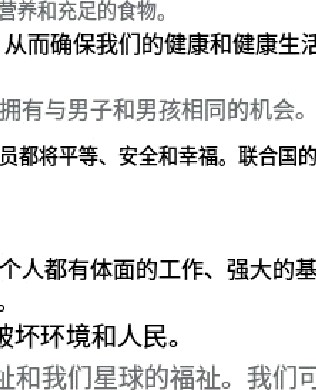 营养和充足的食物。
从而确保我们的健康和健康生活
拥有与男子和男孩相同的机会。
员都将平等、安全和幸福。联合国的
个人都有体面的工作、强大的基
。
破坏环境和人民。
祉和我们星球的福祉。我们可